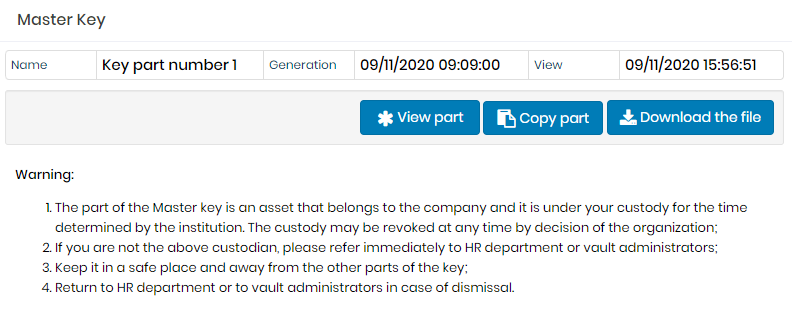 Master Key
Name Key part number 1 Generation 09/11/2020 09:09:00 View 09/11/2020 15:56:51
View part Copy part Download the file
Warning:
1. The part of the Master key is an asset that belongs to the company and it is under your custody for the time
determined by the institution. The custody may be revoked at any time by decision of the organization;
2. If you are not the above custodian, please refer immediately to HR department or vault administrators;
3. Keep it in a safe place and away from the other parts of the key;
4. Return to HR department or to vault administrators in case of dismissal.